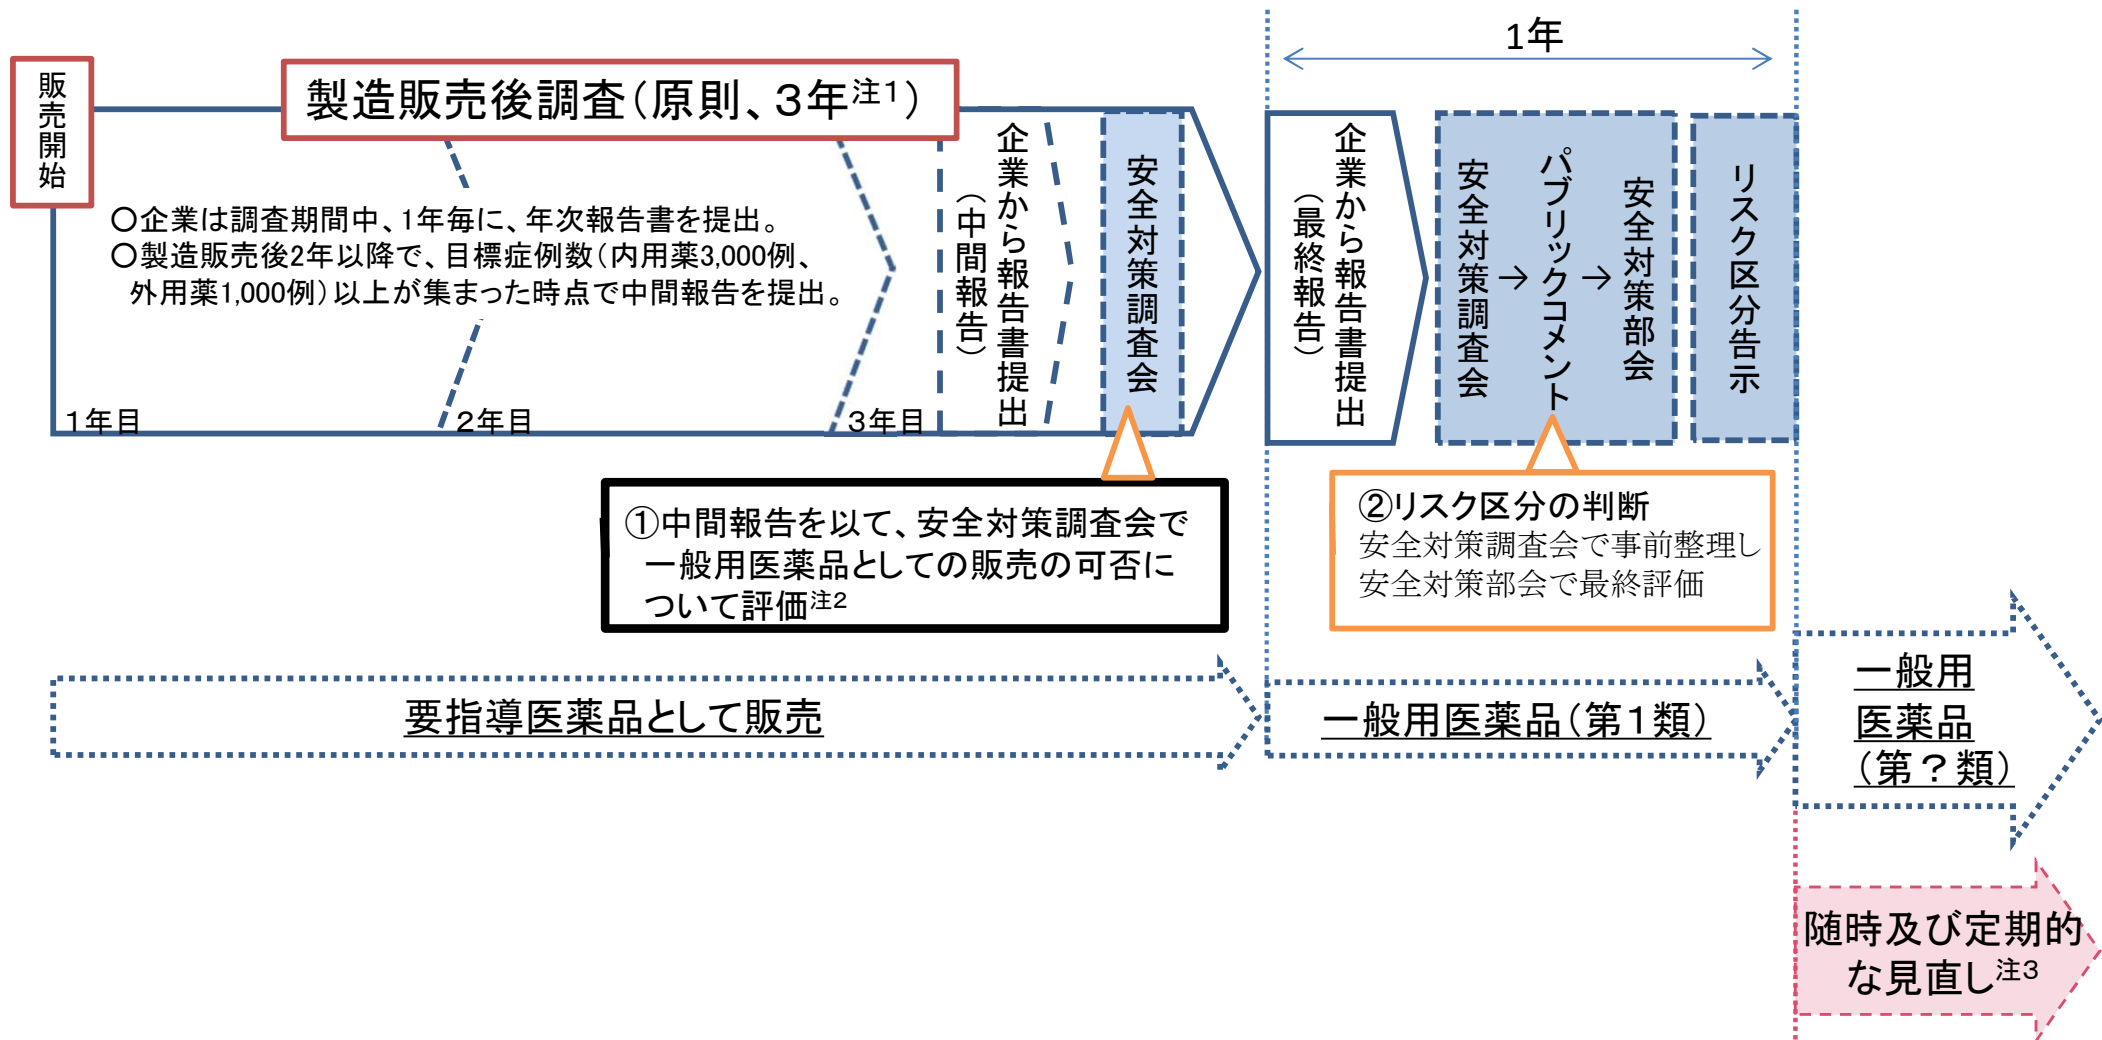 販売開始
製造販売後調査（原則、３年注１）
○企業は調査期間中、1年毎に、年次報告書を提出。
○製造販売後2年以降で、目標症例数（内用薬3,000例、
外用薬1,000例）以上が集まった時点で中間報告を提出。
１年目
２年目
３年目
企業から報告書提出
（中間報告）
安全対策調査会
1年
企業から報告書提出
（最終報告）
安全対策調査会
→
パブリックコメント
→
安全対策部会
リスク区分告示
①中間報告を以て、安全対策調査会で
一般用医薬品としての販売の可否に
ついて評価注２
②リスク区分の判断
安全対策調査会で事前整理し
安全対策部会で最終評価
要指導医薬品として販売
一般用医薬品（第１類）
一般用
医薬品
（第？類）
随時及び定期的
な見直し注３